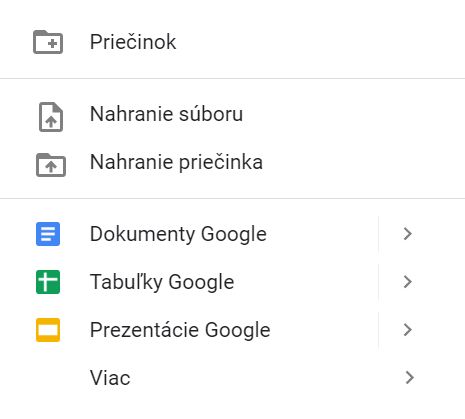 Priečinok
Nahranie súboru
Nahranie priečinka
Dokumenty Google
Tabuľky Google
Prezentácie Google
Viac